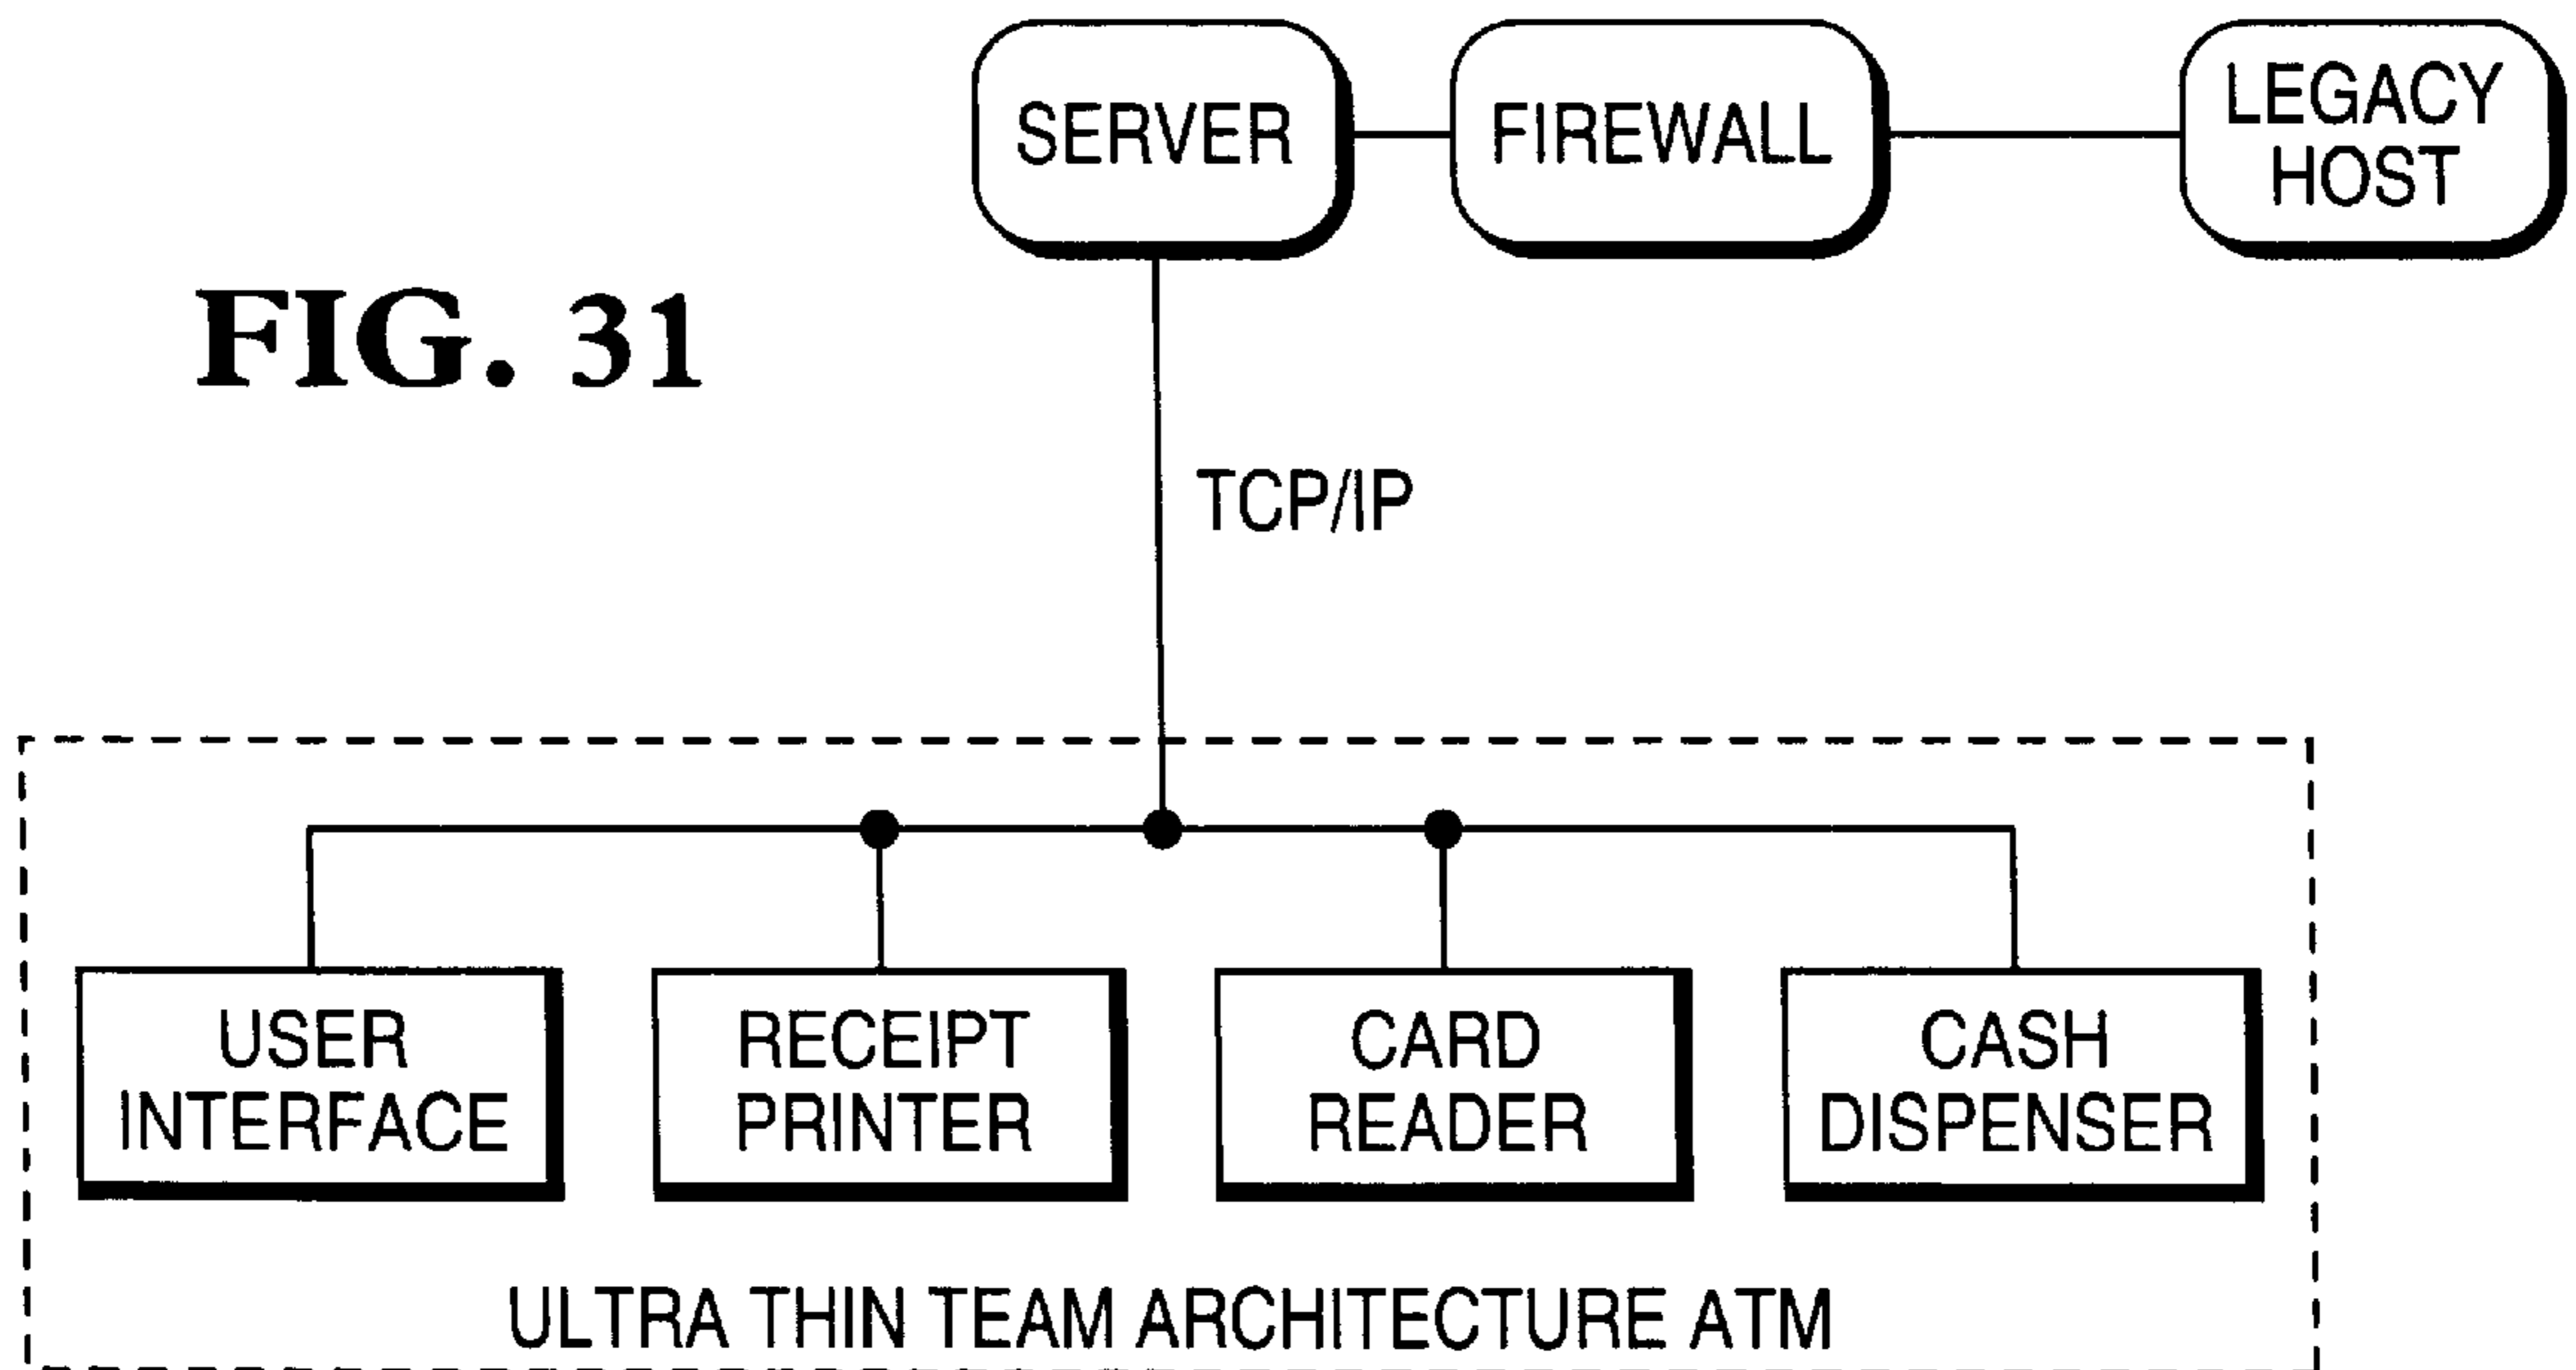 SERVER
FIREWALL
LEGACY
HOST
FIG. 31
TCP/IP
USER
INTERFACE
RECEIPT
PRINTER
CARD
READER
CASH
DISPENSER
ULTRA THIN TEAM ARCHITECTURE ATM